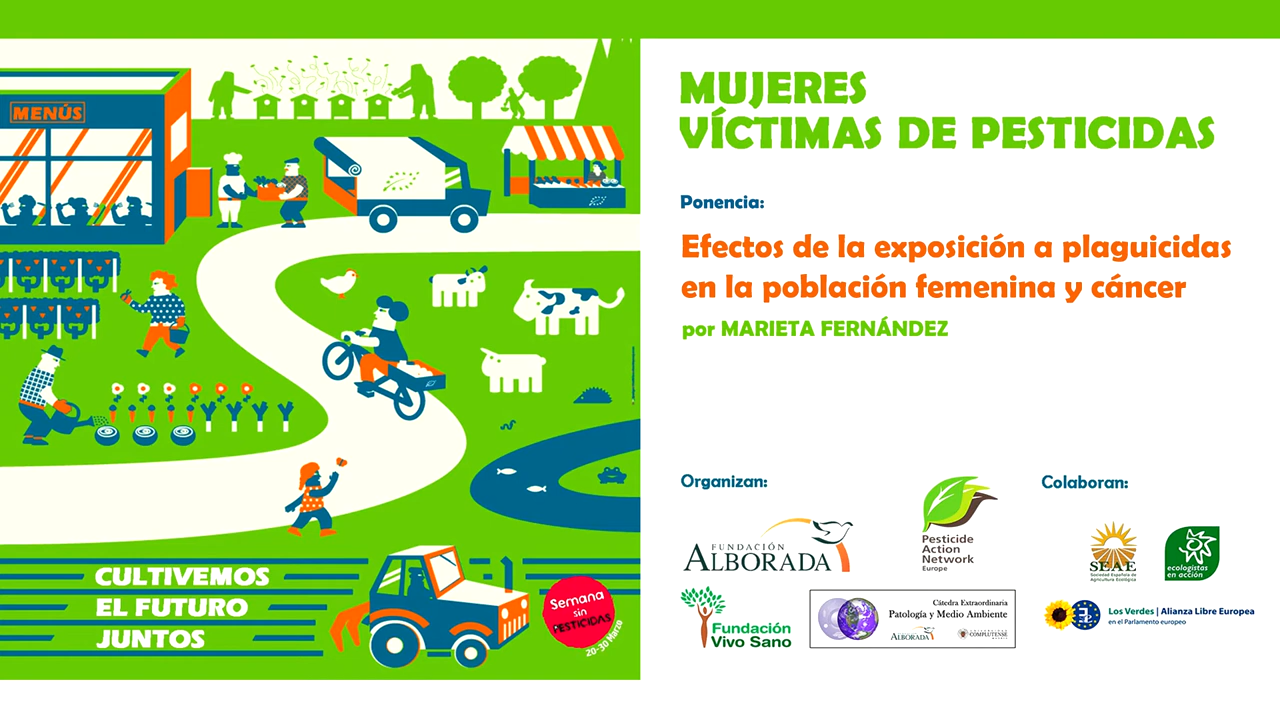 MENÚS
CULTIVEMOS
EL FUTURO
JUNTOS
Semana
sin
PESTICIDAS
20-30 Marzo
MUJERES
VÍCTIMAS DE PESTICIDAS
Ponencia:
Efectos de la exposición a plaguicidas
en la población femenina y cáncer
por MARIETA FERNÁNDEZ
Organizan:
FUNDACIÓN
ALBORADA
Pesticide
Action
Network
Europe
Fundación
Vivo Sano
Cátedra Extraordinaria
Patología y Medio Ambiente
ALBORADA
COMPLUTENSE
Colaboran:
SEAE
Sociedad Española de
Agricultura Ecológica
ecologistas
en acción
Los Verdes | Alianza Libre Europea
en el Parlamento europeo